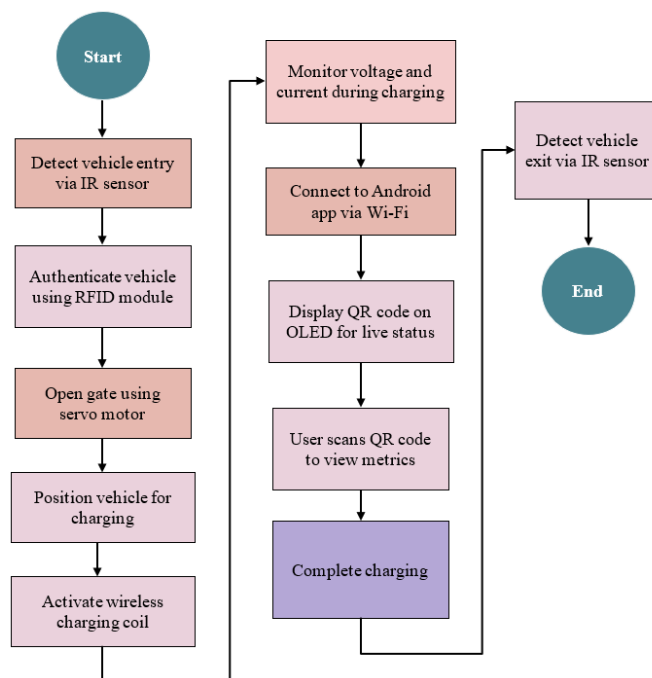 Start
Detect vehicle entry
via IR sensor
Authenticate vehicle
using RFID module
Open gate using
servo motor
Position vehicle for
charging
Activate wireless
charging coil
Monitor voltage and
current during charging
Connect to Android
app via Wi-Fi
Display QR code on
OLED for live status
User scans QR code
to view metrics
Complete charging
Detect vehicle
exit via IR sensor
End